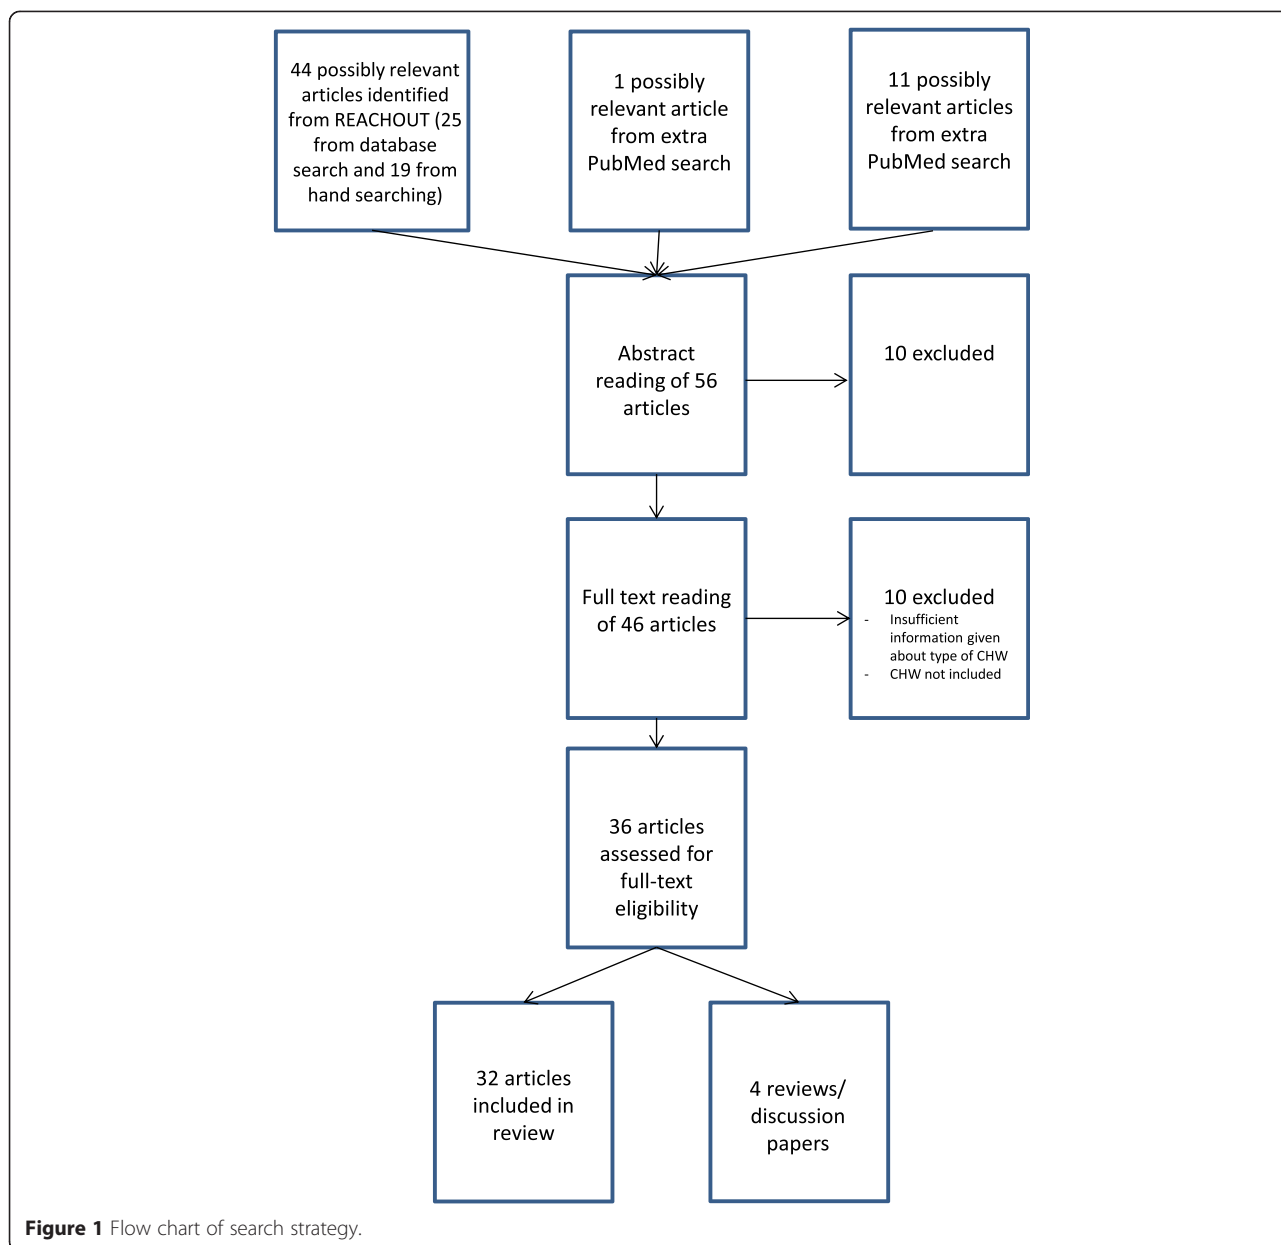 44 possibly relevant
articles identified
from REACHOUT (25
from database
search and 19 from
hand searching)
1 possibly
relevant article
from extra
PubMed search
11 possibly
relevant articles
from extra
PubMed search
Abstract
reading of 56
articles
10 excluded
Full text reading
of 46 articles
10 excluded
- Insufficient
information given
about type of CHW
- CHW not included
36 articles
assessed for
full-text
eligibility
32 articles
included in
review
4 reviews/
discussion
papers
Figure 1 Flow chart of search strategy.